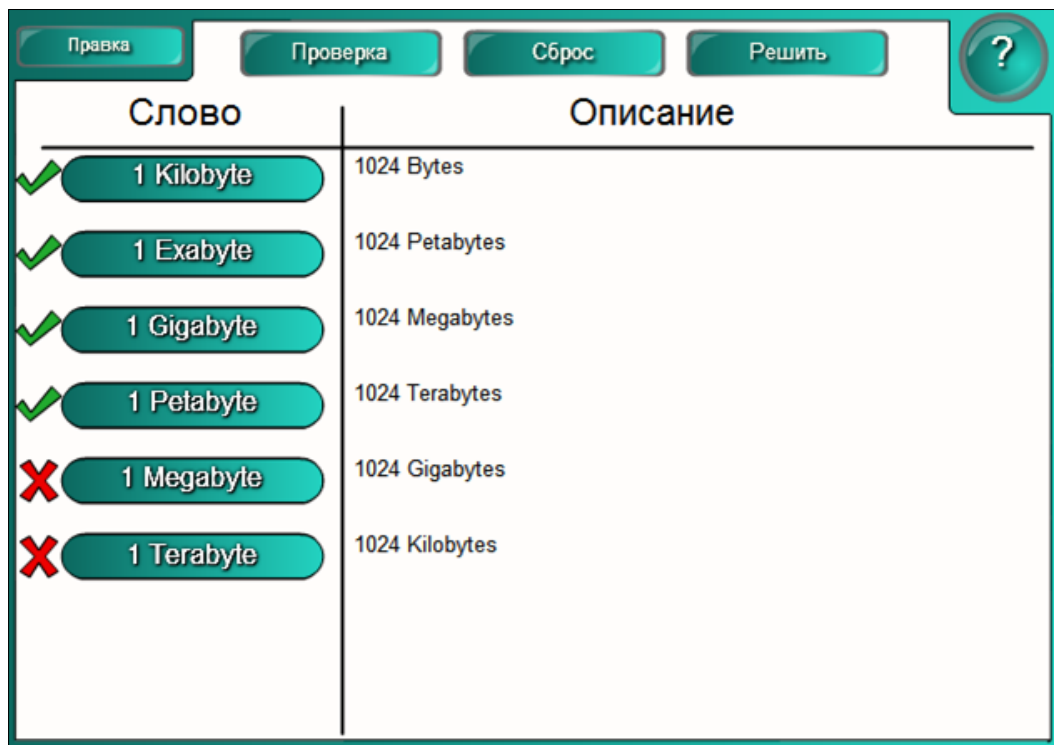 Правка
Проверка
Сброс
Решить
?
Слово
Описание
1 Kilobyte
1024 Bytes
1 Exabyte
1024 Petabytes
1 Gigabyte
1024 Megabytes
1 Petabyte
1024 Terabytes
1 Megabyte
1024 Gigabytes
1 Terabyte
1024 Kilobytes